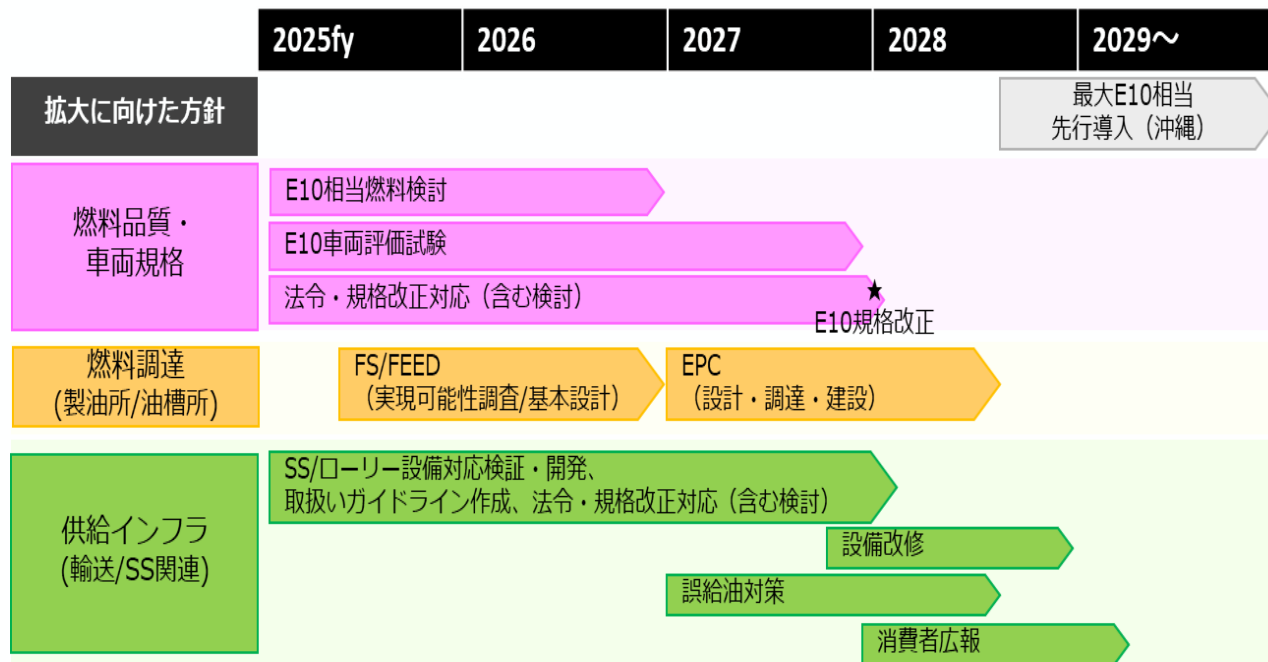 2025fy
2026
2027
2028
2029～
拡大に向けた方針
最大E10相当
先行導入（沖縄）
燃料品質・
車両規格
E10相当燃料検討
E10車両評価試験
法令・規格改正対応（含む検討）
★
E10規格改正
燃料調達
(製油所/油槽所)
FS/FEED
（実現可能性調査/基本設計）
EPC
（設計・調達・建設）
供給インフラ
(輸送/SS関連)
SS/ローリー設備対応検証・開発、
取扱いガイドライン作成、法令・規格改正対応（含む検討）
設備改修
誤給油対策
消費者広報